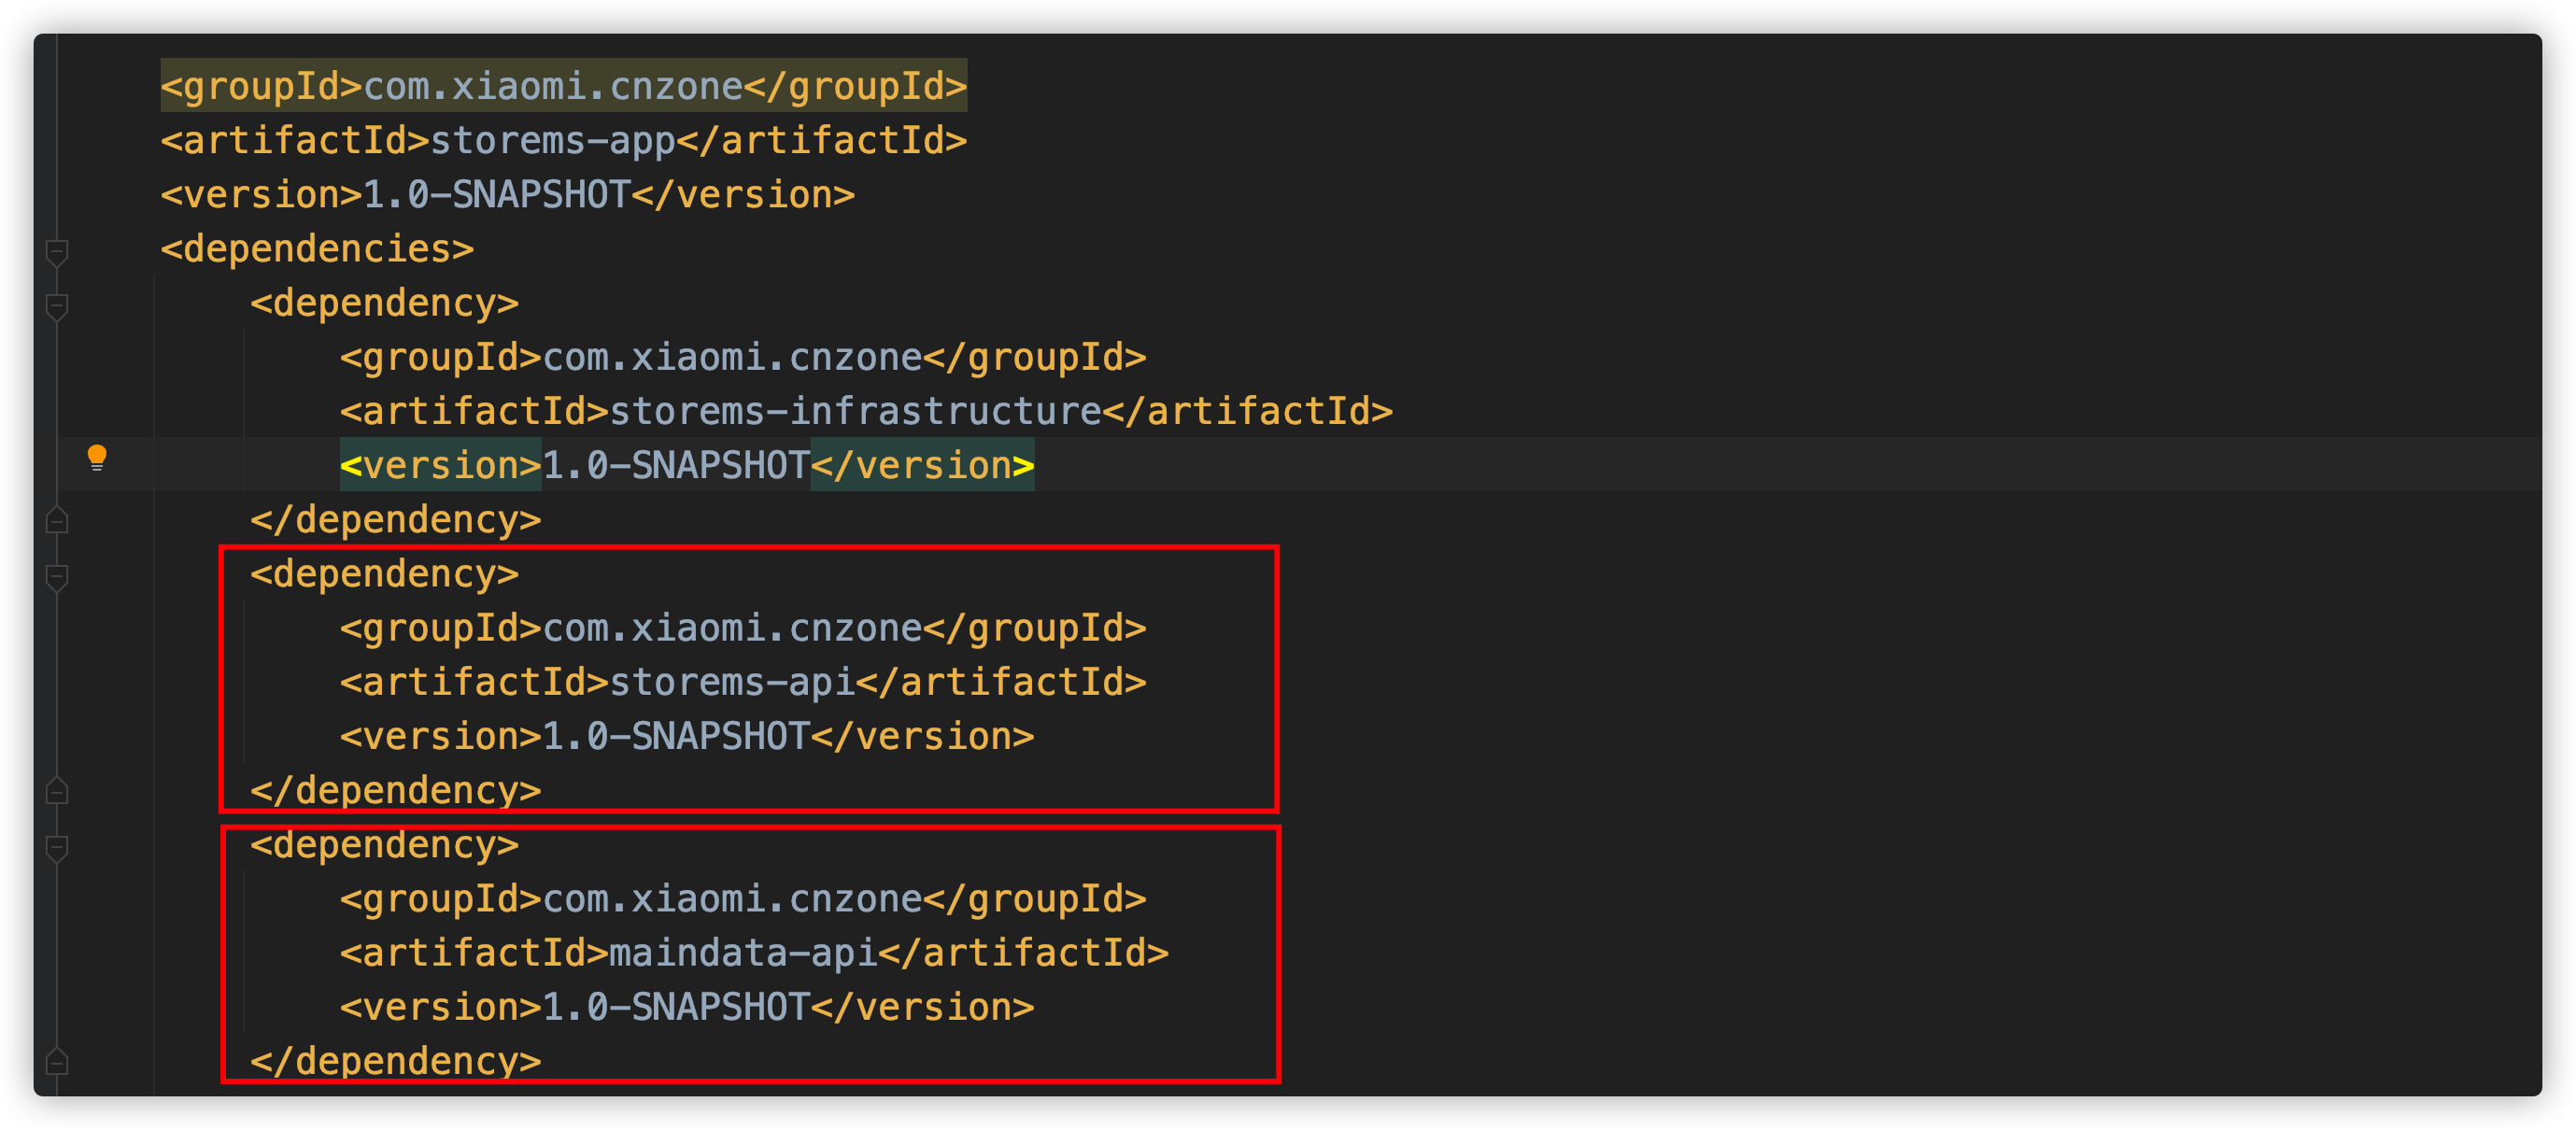 <groupId>com.xiaomi.cnzone</groupId>
<artifactId>storems-app</artifactId>
<version>1.0-SNAPSHOT</version>
<dependencies>
<dependency>
<groupId>com.xiaomi.cnzone</groupId>
<artifactId>storems-infrastructure</artifactId>
<version>1.0-SNAPSHOT</version>
</dependency>
<dependency>
<groupId>com.xiaomi.cnzone</groupId>
<artifactId>storems-api</artifactId>
<version>1.0-SNAPSHOT</version>
</dependency>
<dependency>
<groupId>com.xiaomi.cnzone</groupId>
<artifactId>maindata-api</artifactId>
<version>1.0-SNAPSHOT</version>
</dependency>